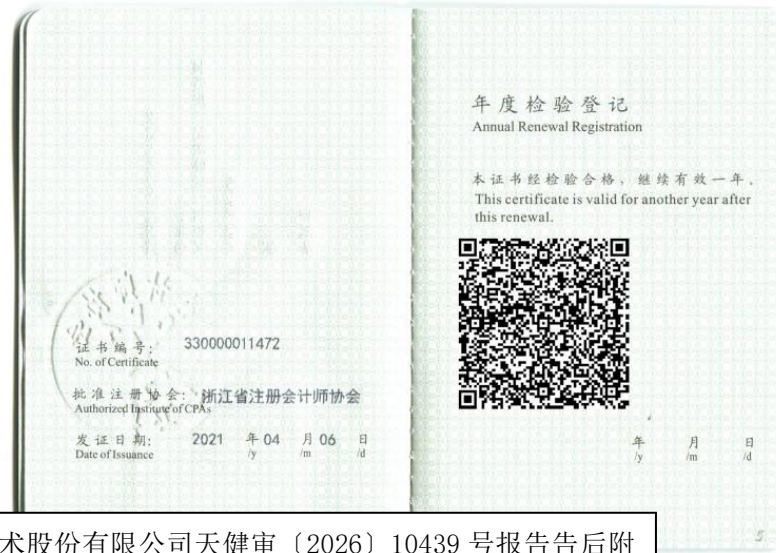 证书编号: 330000011472
No. of Certificate
批准注册协会: 浙江省注册会计师协会
Authorized Institute of CPAs
发证日期: 2021 年 04 月 06 日
Date of Issuance /y /m /d
年度检验登记
Annual Renewal Registration
本证书经检验合格，继续有效一年。
This certificate is valid for another year after
this renewal.
年 月 日
/y /m /d
5
术股份有限公司天健审〔2026〕10439 号报告告后附